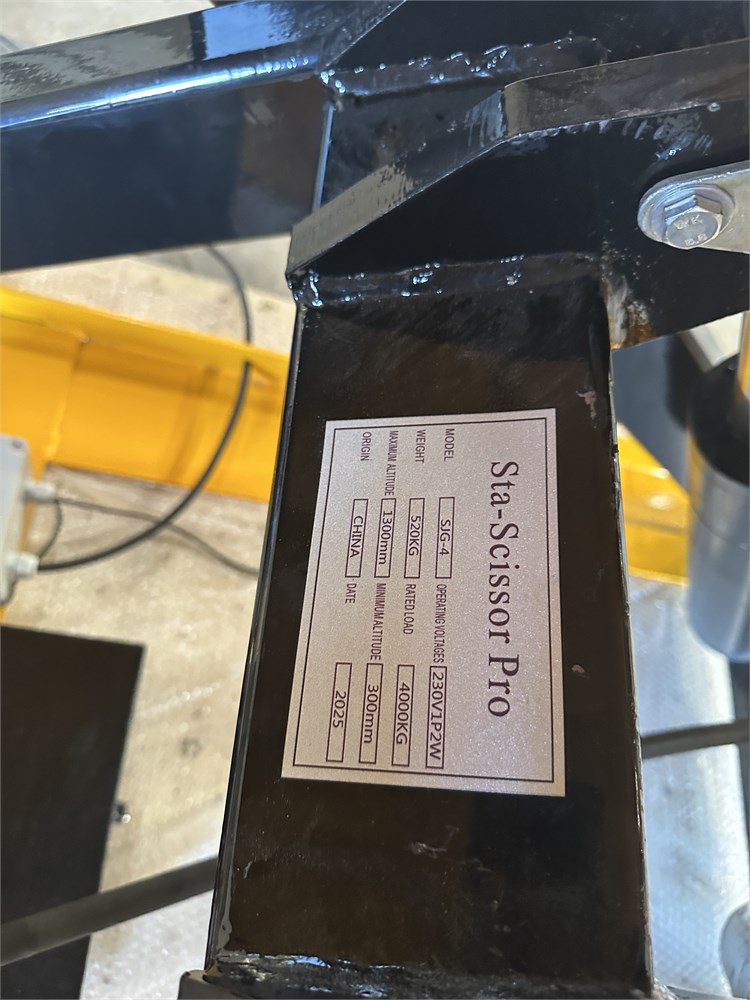 Sta-Scissor Pro
MODEL SJG-4 OPERATING VOLTAGES 230V1P2W
WEIGHT 520KG RATED LOAD 4000KG
MAXIMUM ALTITUDE 1300mm MINIMUM ALTITUDE 300mm
ORIGIN CHINA DATE 2025